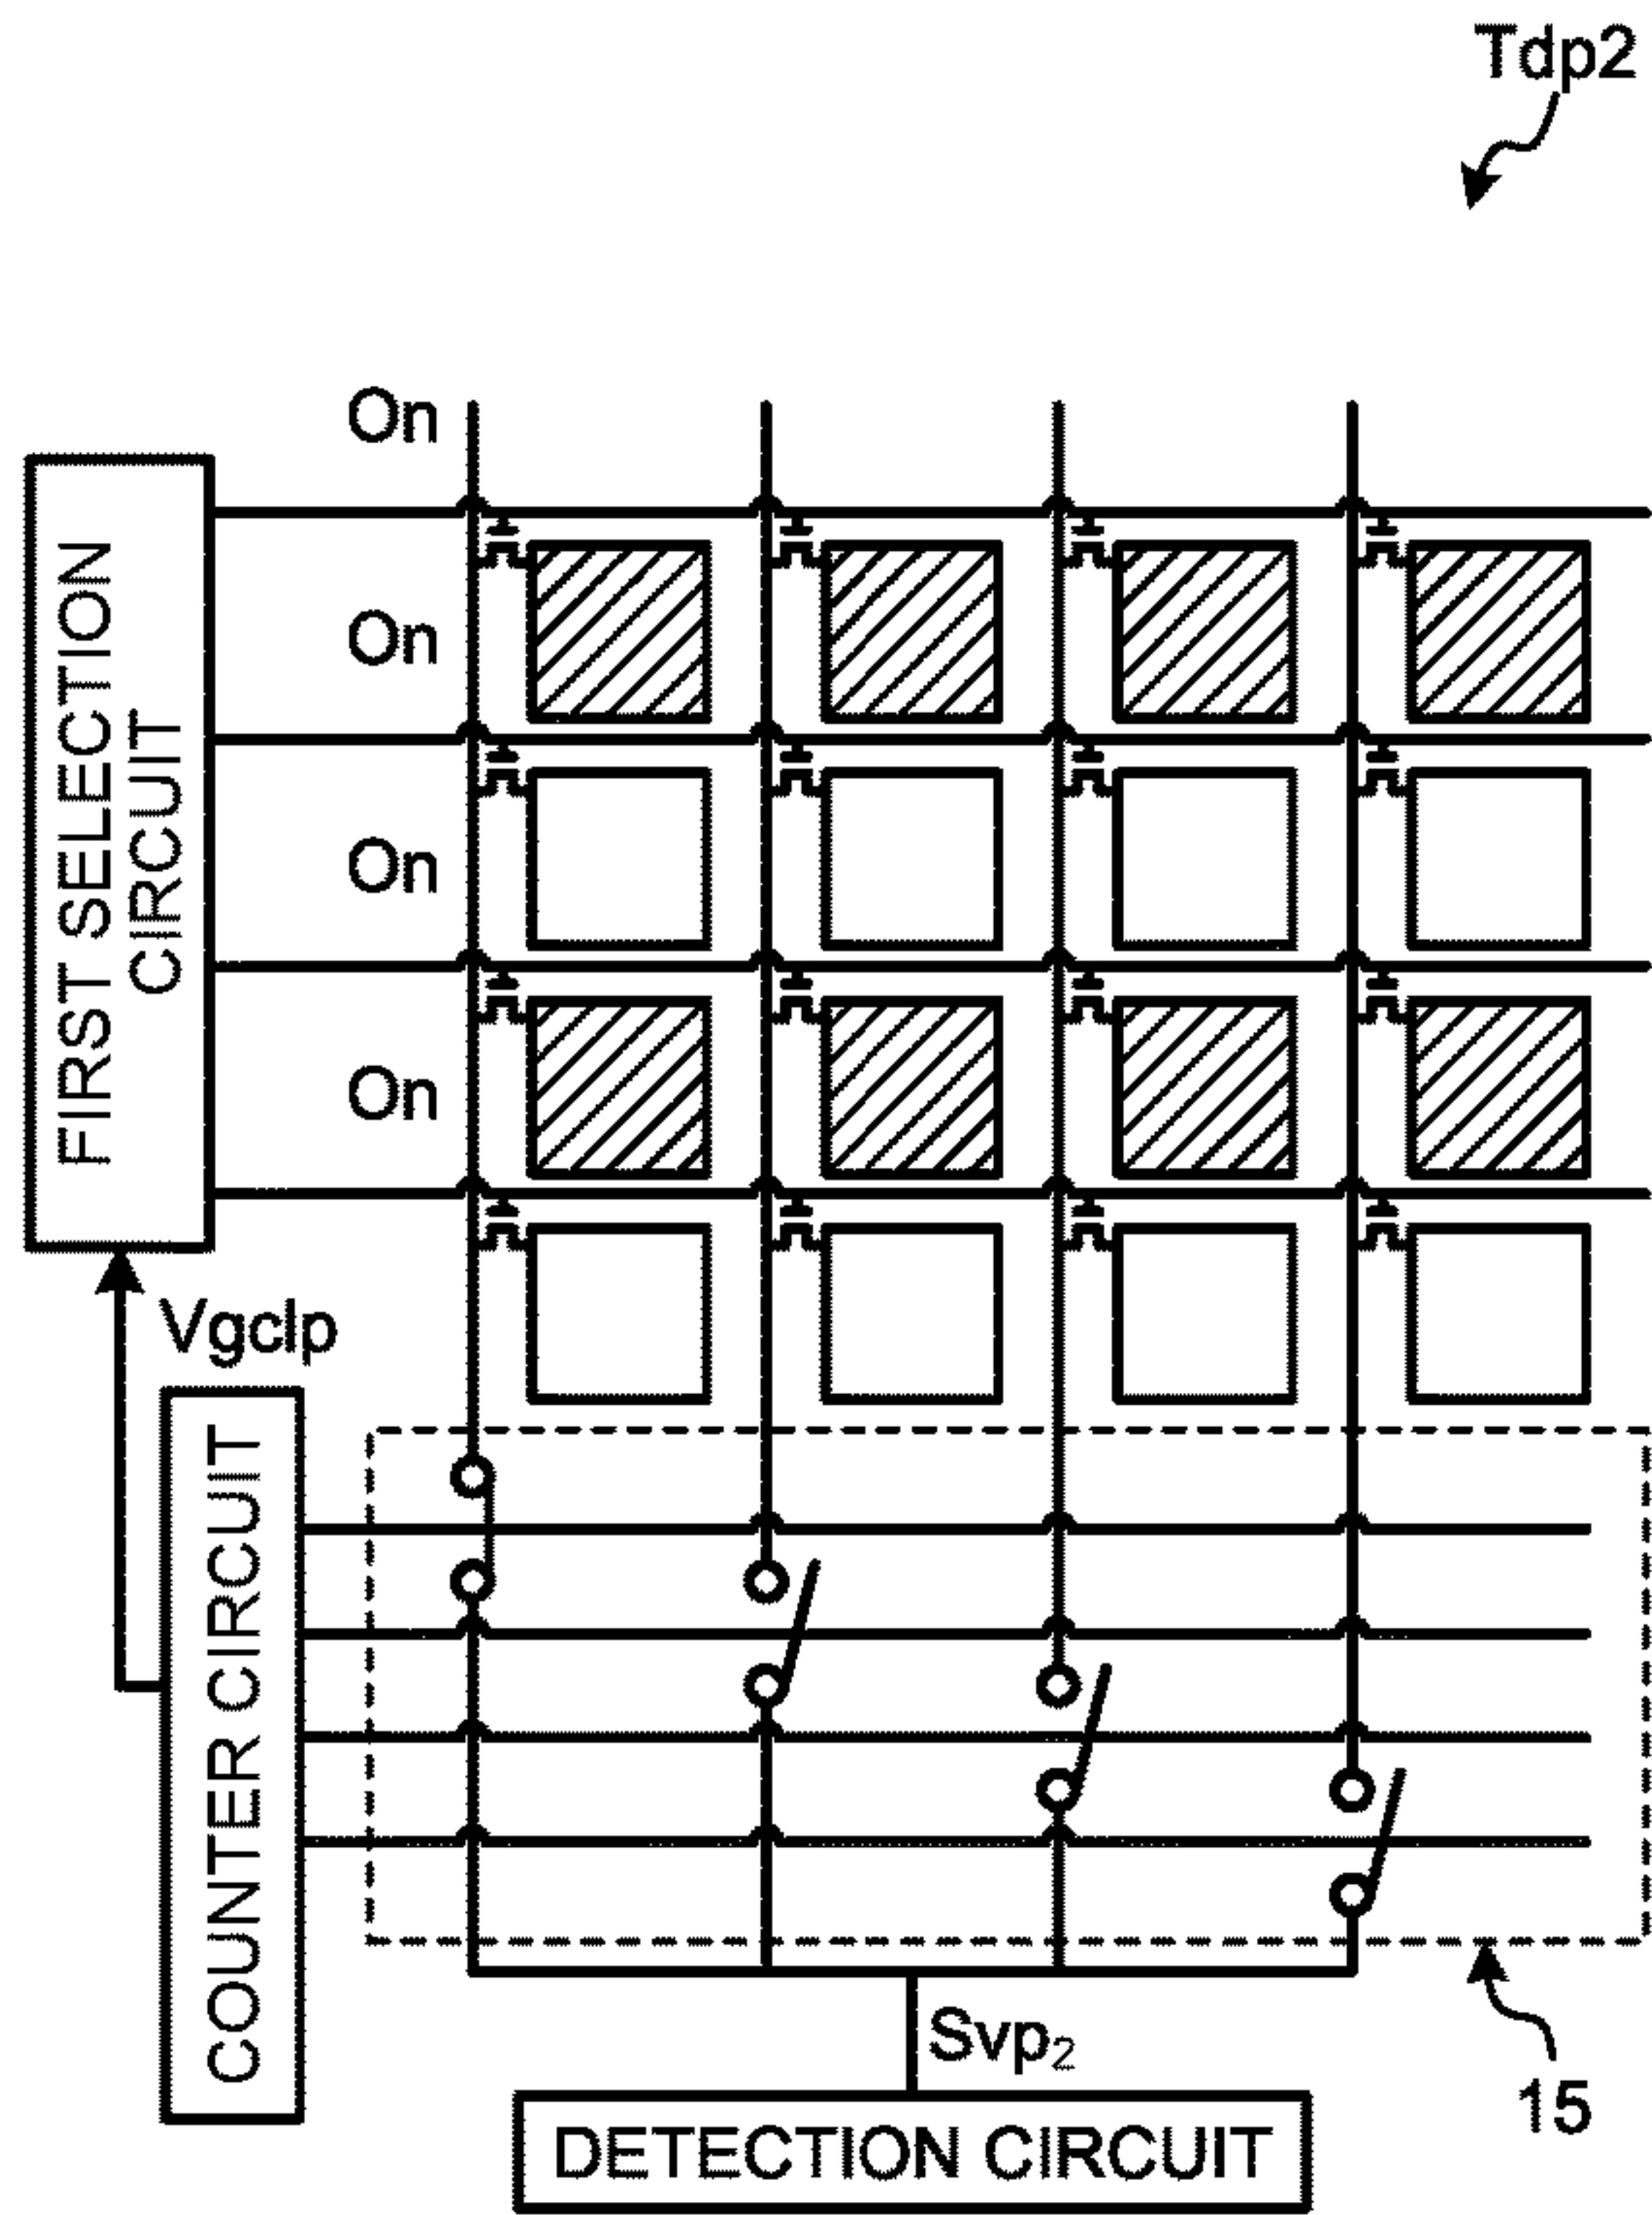 Tdp2
On
On
On
On
FIRST SELECTION
CIRCUIT
Vgclp
COUNTER CIRCUIT
Svp2
15
DETECTION CIRCUIT